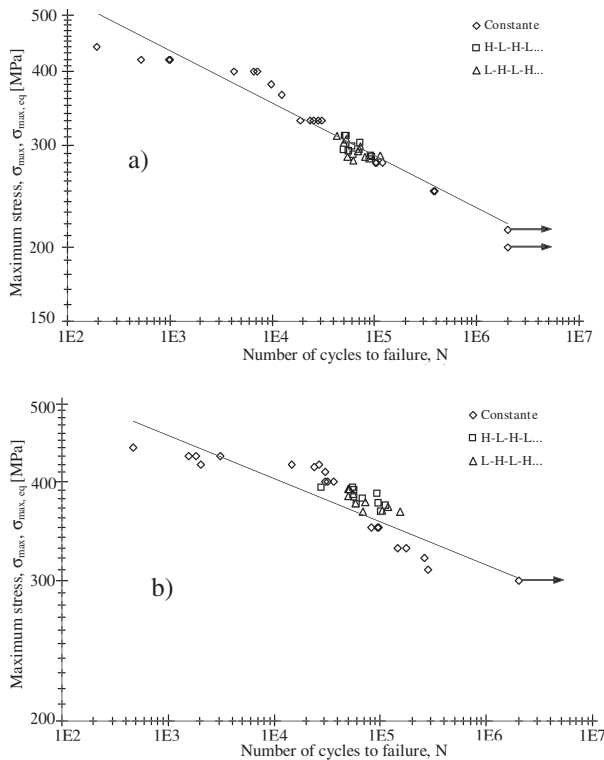 500
400
300
200
150
Maximum stress, σmax, σmax, eq [MPa]
◇ Constante
□ H-L-H-L...
△ L-H-L-H...
a)
1E2 1E3 1E4 1E5 1E6 1E7
Number of cycles to failure, N
500
400
300
200
Maximum stress, σmax, σmax, eq [MPa]
◇ Constante
□ H-L-H-L...
△ L-H-L-H...
b)
1E2 1E3 1E4 1E5 1E6 1E7
Number of cycles to failure, N